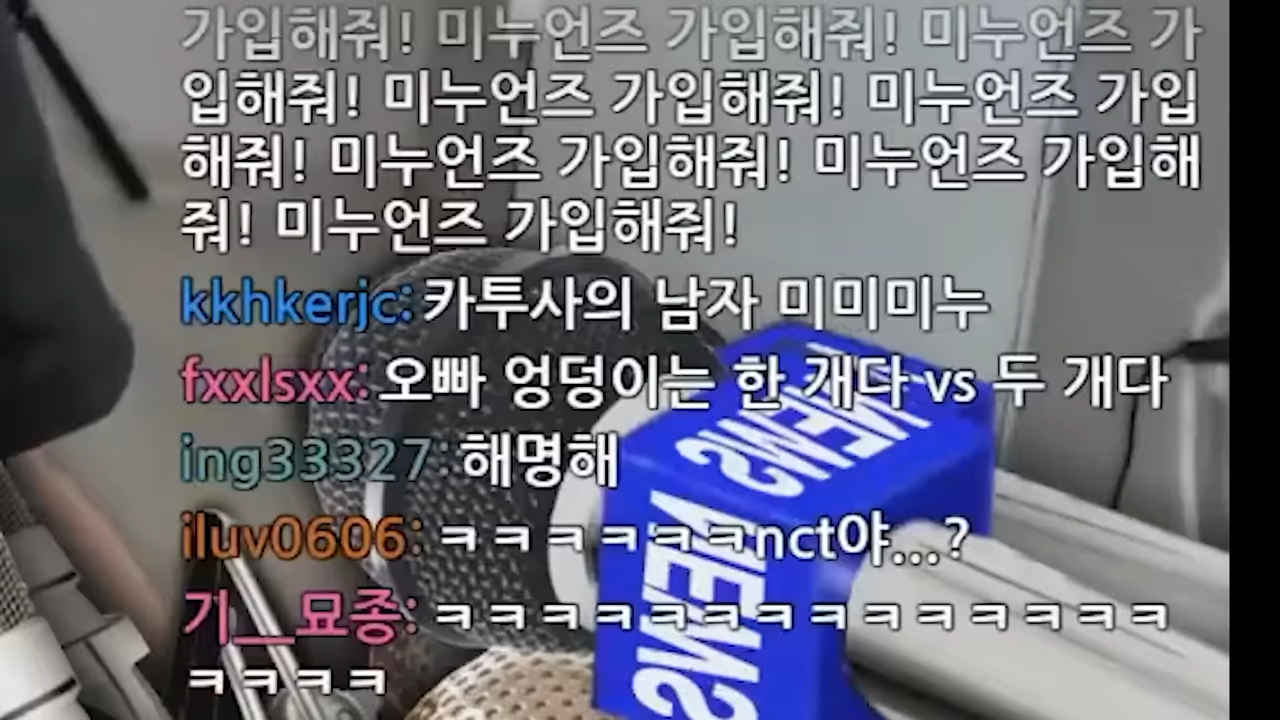 가입해줘! 미누언즈 가입해줘! 미누언즈 가
입해줘! 미누언즈 가입해줘! 미누언즈 가입
해줘! 미누언즈 가입해줘! 미누언즈 가입해
줘! 미누언즈 가입해줘!
kkhkerjc: 카투사의 남자 미미미누
fxxlsxx: 오빠 엉덩이는 한 개다 vs 두 개다
ing33327: 해명해
iluv0606: ㅋㅋㅋㅋㅋㅋnct야...?
기__묘종: ㅋㅋㅋㅋㅋㅋㅋㅋㅋㅋㅋㅋㅋㅋ
ㅋㅋㅋㅋ
NEWS
NEWS